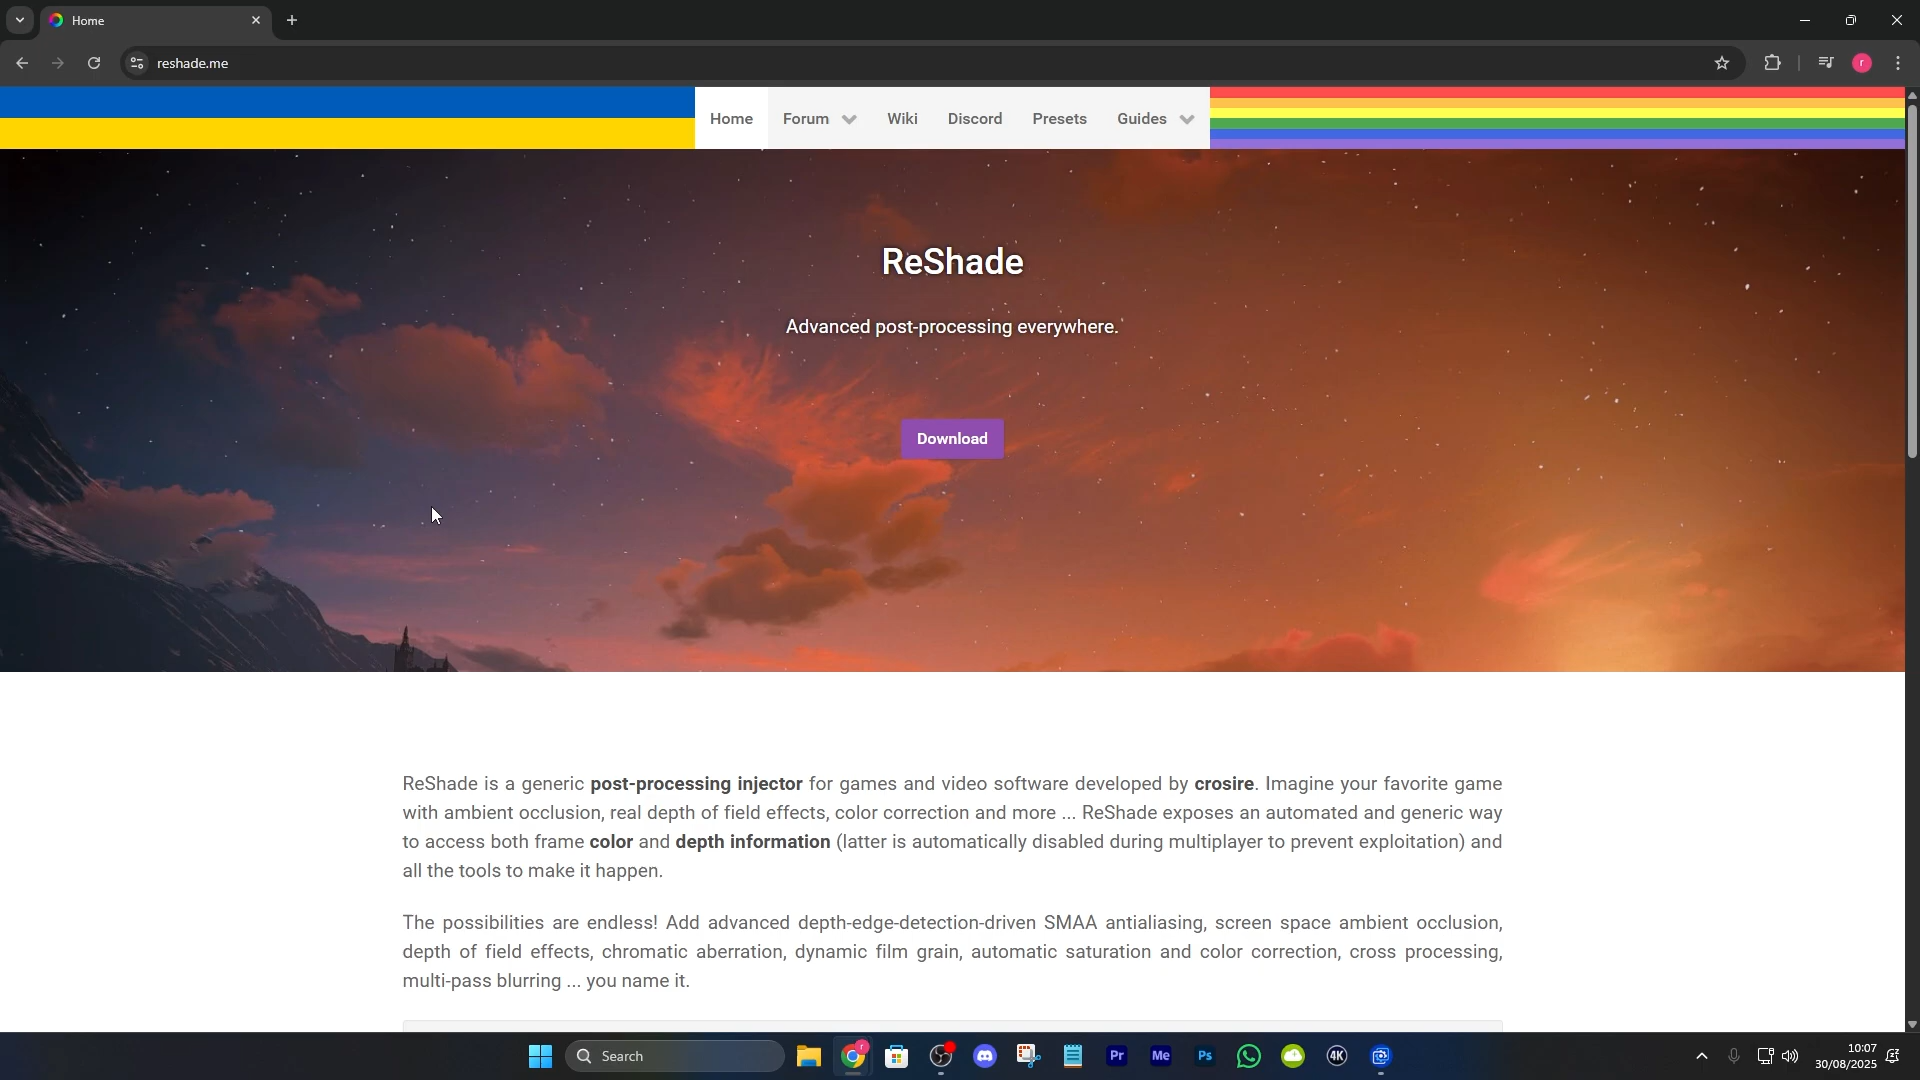 Home
reshade.me
r
Home Forum Wiki Discord Presets Guides
ReShade
Advanced post-processing everywhere.
Download
ReShade is a generic post-processing injector for games and video software developed by crosire. Imagine your favorite game
with ambient occlusion, real depth of field effects, color correction and more ... ReShade exposes an automated and generic way
to access both frame color and depth information (latter is automatically disabled during multiplayer to prevent exploitation) and
all the tools to make it happen.
The possibilities are endless! Add advanced depth-edge-detection-driven SMAA antialiasing, screen space ambient occlusion,
depth of field effects, chromatic aberration, dynamic film grain, automatic saturation and color correction, cross processing,
multi-pass blurring ... you name it.
Search
r
Pr
Me
Ps
4K
10:07
30/08/2025